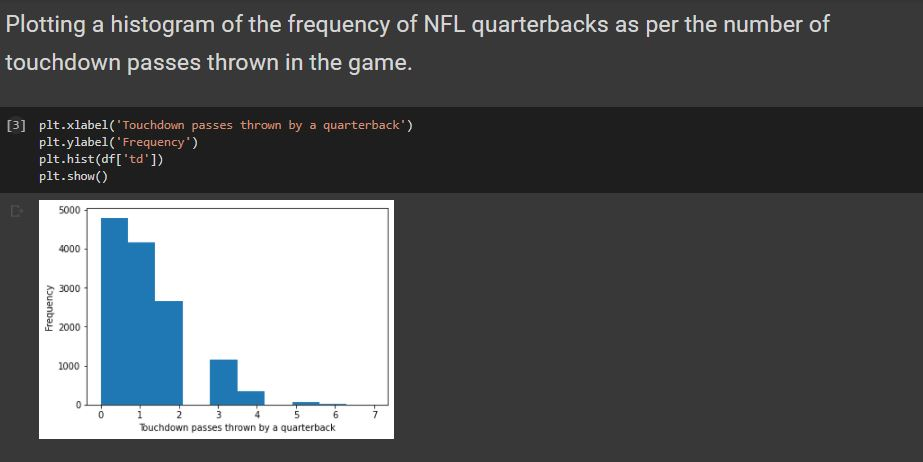 Plotting a histogram of the frequency of NFL quarterbacks as per the number of
touchdown passes thrown in the game.
[3] plt.xlabel('Touchdown passes thrown by a quarterback')
plt.ylabel('Frequency')
plt.hist(df['td'])
plt.show()
5000
4000
3000
2000
1000
0
Frequency
0 1 2 3 4 5 6 7
Touchdown passes thrown by a quarterback